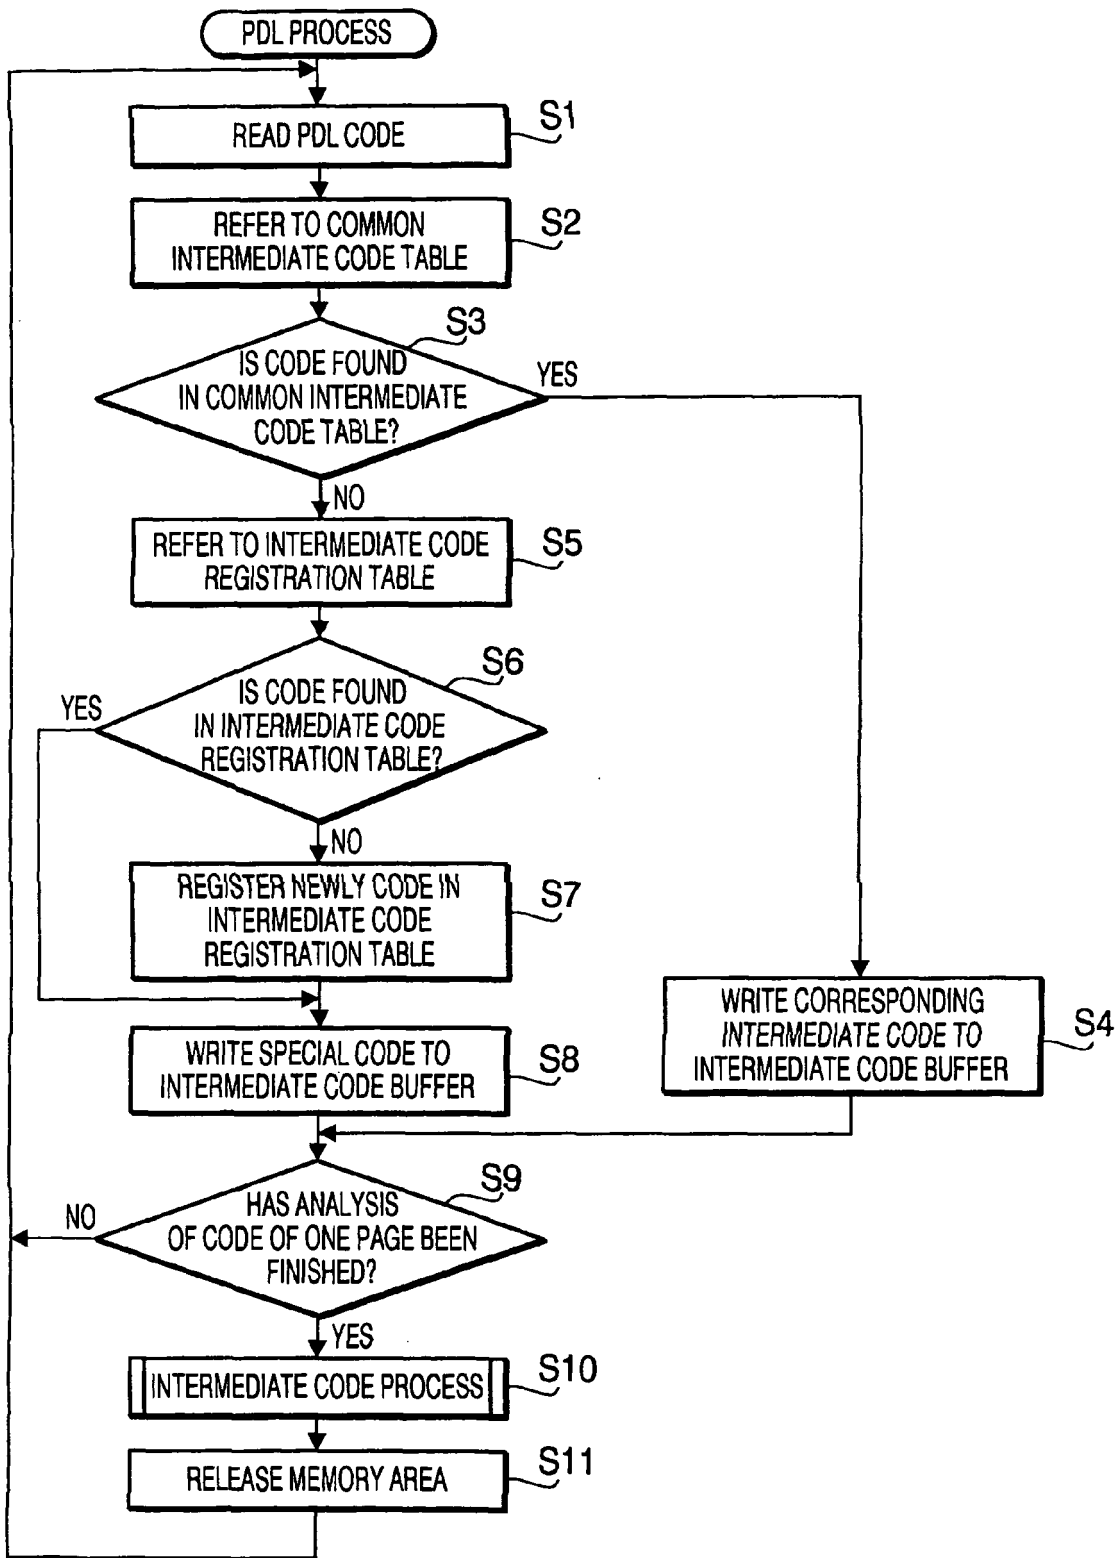 PDL PROCESS
READ PDL CODE
S1
REFER TO COMMON
INTERMEDIATE CODE TABLE
S2
S3
IS CODE FOUND
IN COMMON INTERMEDIATE
CODE TABLE?
YES
NO
REFER TO INTERMEDIATE CODE
REGISTRATION TABLE
S5
S6
YES
IS CODE FOUND
IN INTERMEDIATE CODE
REGISTRATION TABLE?
NO
REGISTER NEWLY CODE IN
INTERMEDIATE CODE
REGISTRATION TABLE
S7
WRITE CORRESPONDING
INTERMEDIATE CODE TO
INTERMEDIATE CODE BUFFER
S4
WRITE SPECIAL CODE TO
INTERMEDIATE CODE BUFFER
S8
S9
NO
HAS ANALYSIS
OF CODE OF ONE PAGE BEEN
FINISHED?
YES
INTERMEDIATE CODE PROCESS
S10
RELEASE MEMORY AREA
S11